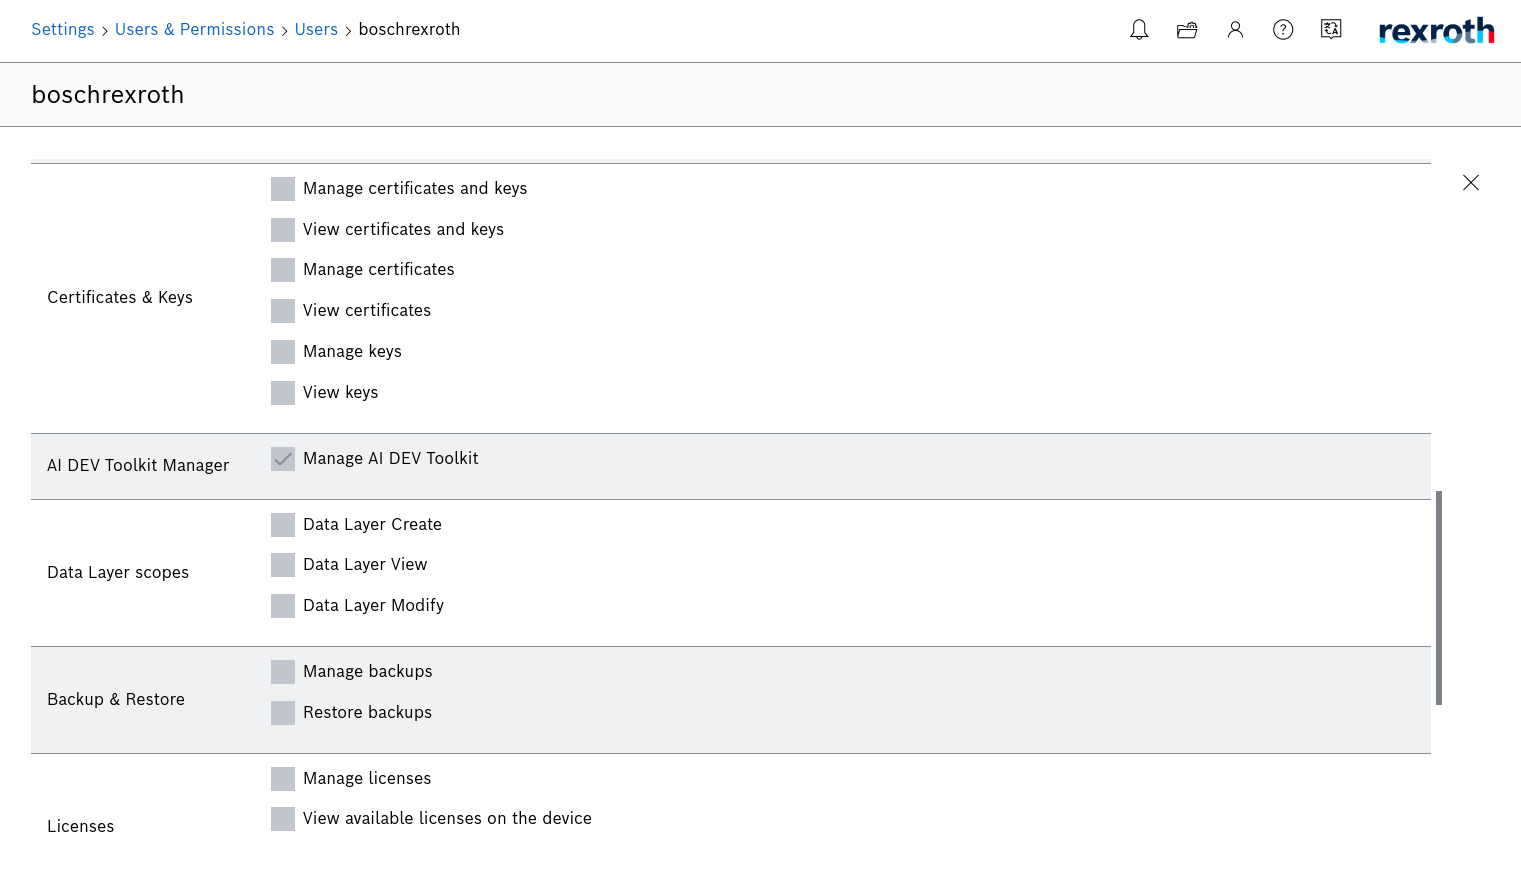 Settings > Users & Permissions > Users > boschrexroth
rexroth
boschrexroth
Certificates & Keys
Manage certificates and keys
View certificates and keys
Manage certificates
View certificates
Manage keys
View keys
AI DEV Toolkit Manager
Manage AI DEV Toolkit
Data Layer scopes
Data Layer Create
Data Layer View
Data Layer Modify
Backup & Restore
Manage backups
Restore backups
Licenses
Manage licenses
View available licenses on the device